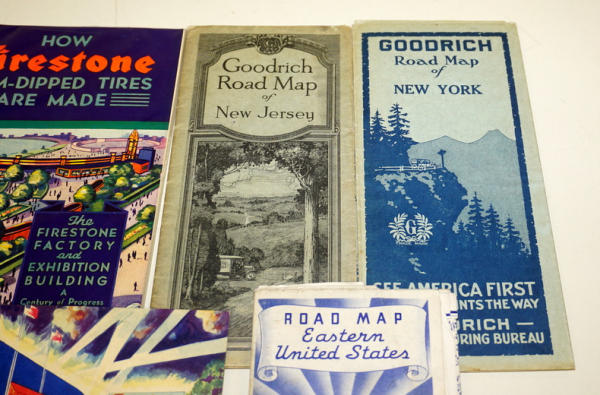 HOW
Firestone
M-DIPPED TIRES
ARE MADE
The
FIRESTONE
FACTORY
and
EXHIBITION
BUILDING
A
Century of Progress
Goodrich
Road Map
of
New Jersey
GOODRICH
Road Map
of
NEW YORK
G
SEE AMERICA FIRST
NTS THE WAY
DRICH —
RING BUREAU
ROAD MAP
Eastern
United States